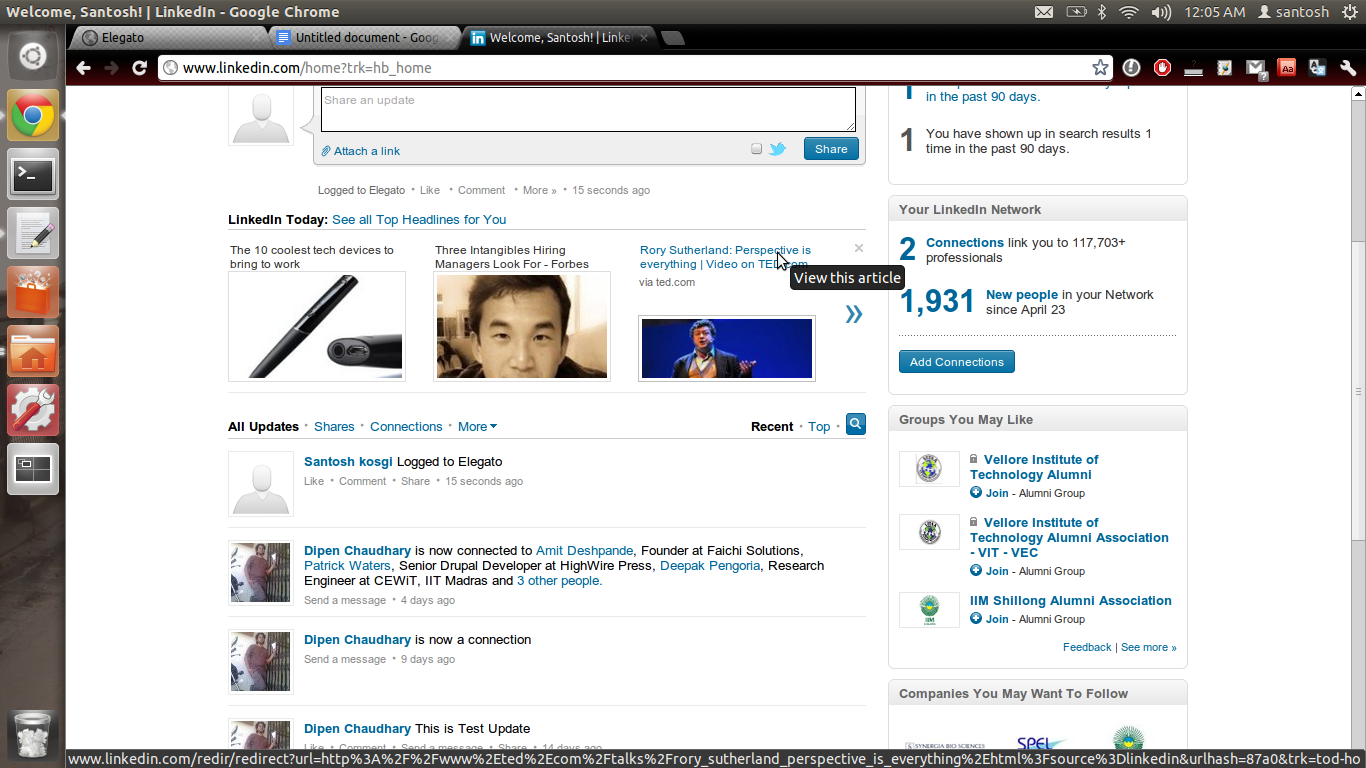 Welcome, Santosh! | LinkedIn - Google Chrome
12:05 AM santosh
Elegato
Untitled document - Goog
Welcome, Santosh! | Linke
www.linkedin.com/home?trk=hb_home
Share an update
Attach a link
Share
Logged to Elegato • Like • Comment • More » • 15 seconds ago
LinkedIn Today: See all Top Headlines for You
The 10 coolest tech devices to
bring to work
Three Intangibles Hiring
Managers Look For - Forbes
Rory Sutherland: Perspective is
everything | Video on TED.com
via ted.com
View this article
All Updates • Shares • Connections • More
Recent • Top •
Santosh kosgi Logged to Elegato
Like • Comment • Share • 15 seconds ago
Dipen Chaudhary is now connected to Amit Deshpande, Founder at Faichi Solutions,
Patrick Waters, Senior Drupal Developer at HighWire Press, Deepak Pengoria, Research
Engineer at CEWiT, IIT Madras and 3 other people.
Send a message • 4 days ago
Dipen Chaudhary is now a connection
Send a message • 9 days ago
Dipen Chaudhary This is Test Update
Like • Comment • Send a message • Share • 14 days ago
1
in the past 90 days.
1 You have shown up in search results 1
time in the past 90 days.
Your LinkedIn Network
2 Connections link you to 117,703+
professionals
1,931 New people in your Network
since April 23
Add Connections
Groups You May Like
Vellore Institute of
Technology Alumni
Join - Alumni Group
Vellore Institute of
Technology Alumni Association
- VIT - VEC
Join - Alumni Group
IIM
IIM Shillong Alumni Association
Join - Alumni Group
Feedback | See more »
Companies You May Want To Follow
SYNERGIA BIO SCIENCES
SPEL
www.linkedin.com/redir/redirect?url=http%3A%2F%2Fwww%2Eted%2Ecom%2Ftalks%2Frory_sutherland_perspective_is_everything%2Ehtml%3Fsource%3Dlinkedin&urlhash=87a0&trk=tod-ho